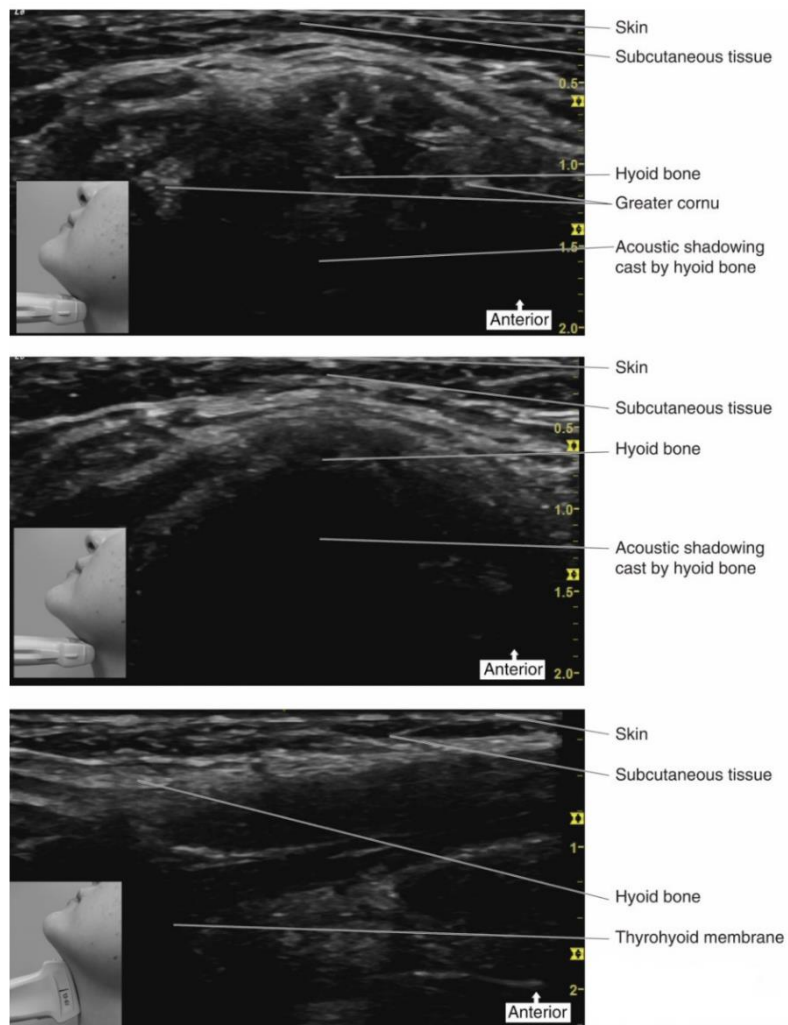 Skin
Subcutaneous tissue
0.5
1.0
Hyoid bone
Greater cornu
1.5
Acoustic shadowing
cast by hyoid bone
Anterior
2.0
Skin
Subcutaneous tissue
0.5
Hyoid bone
1.0
Acoustic shadowing
cast by hyoid bone
1.5
Anterior
2.0
Skin
Subcutaneous tissue
1
Hyoid bone
Thyrohyoid membrane
2
Anterior